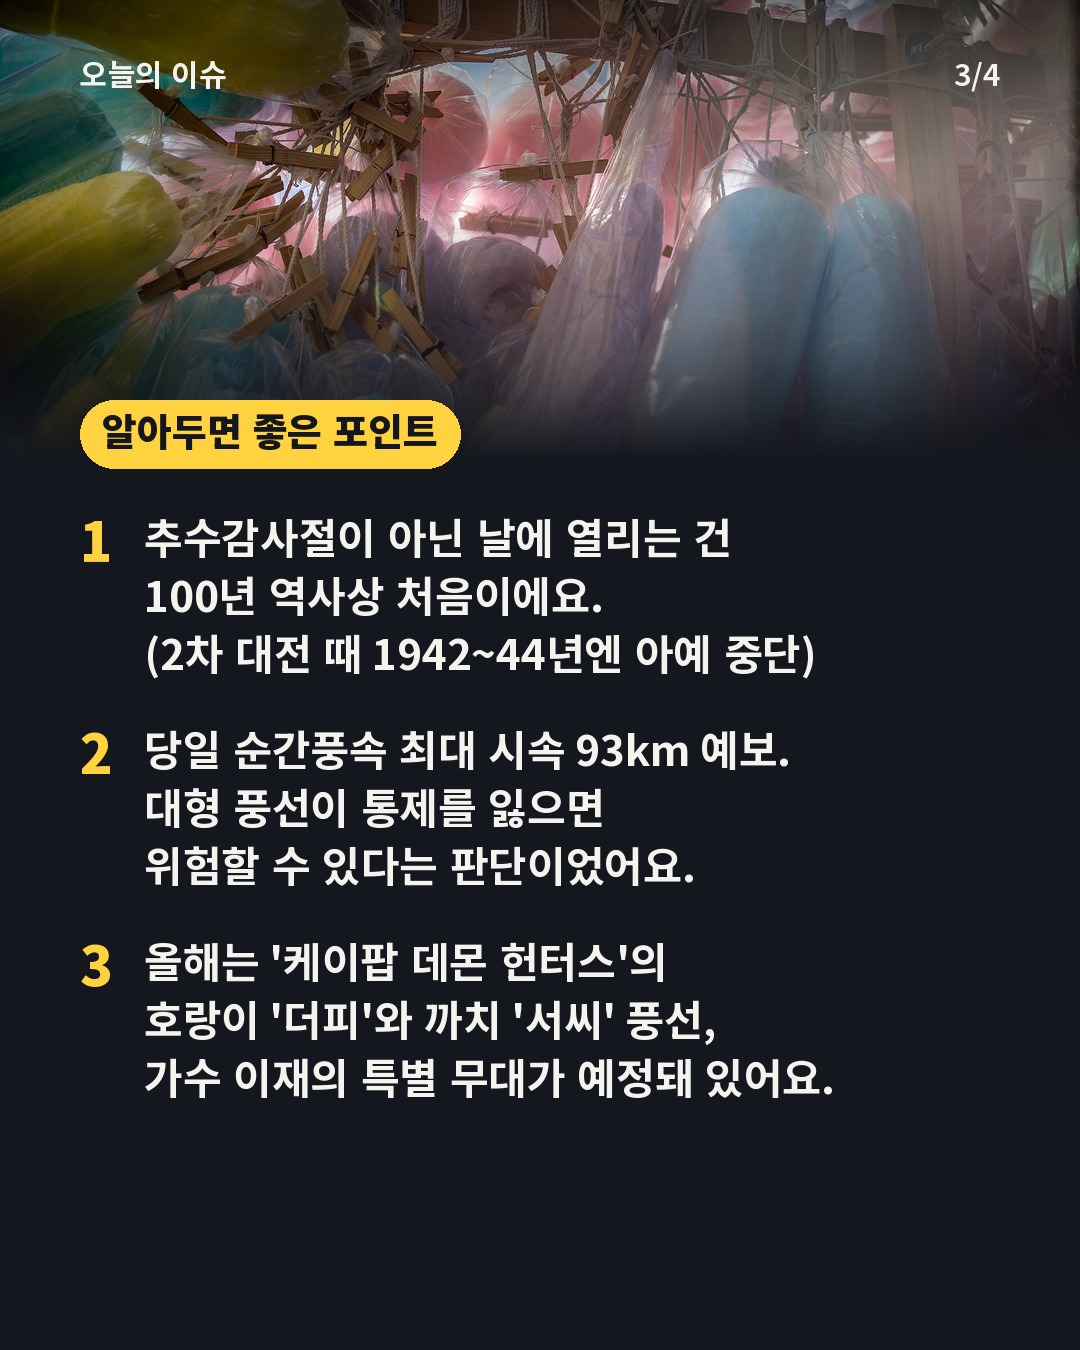 오늘의 이슈
3/4
알아두면 좋은 포인트
1 추수감사절이 아닌 날에 열리는 건
100년 역사상 처음이에요.
(2차 대전 때 1942~44년엔 아예 중단)
2 당일 순간풍속 최대 시속 93km 예보.
대형 풍선이 통제를 잃으면
위험할 수 있다는 판단이었어요.
3 올해는 '케이팝 데몬 헌터스'의
호랑이 '더피'와 까치 '서씨' 풍선,
가수 이재의 특별 무대가 예정돼 있어요.